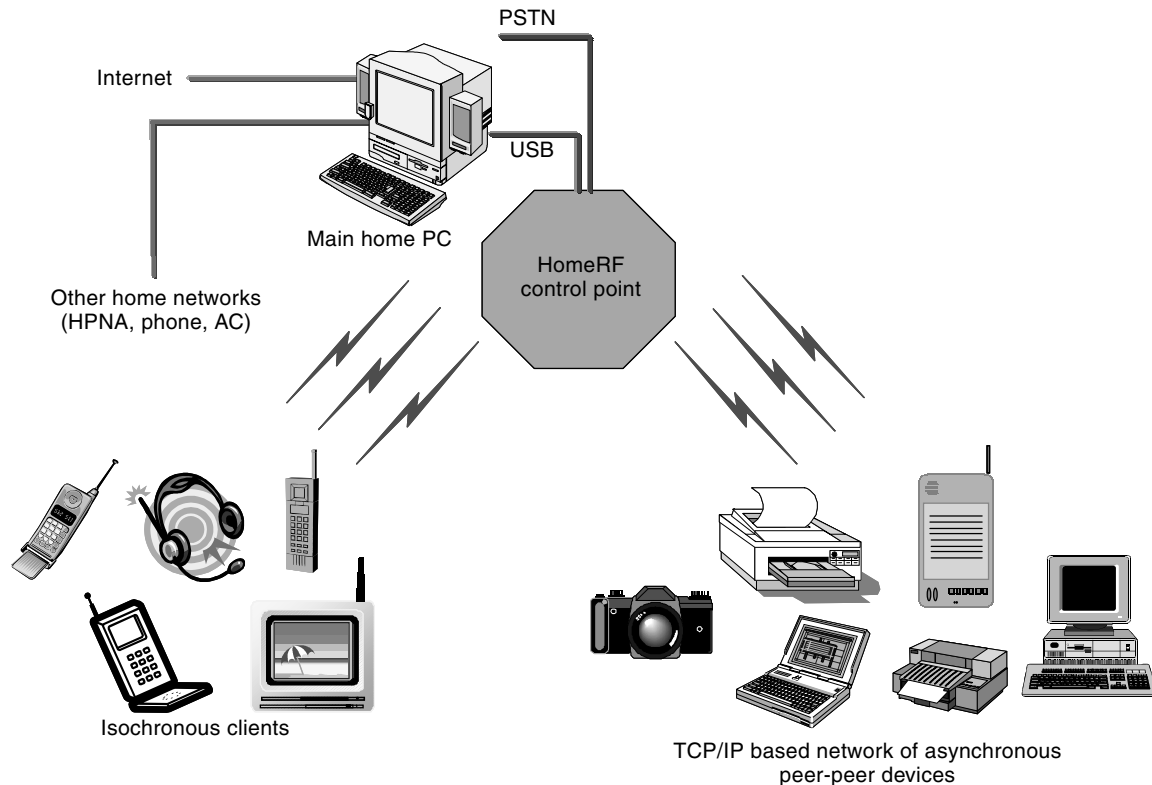 PSTN
Internet
USB
Main home PC
HomeRF
control point
Other home networks
(HPNA, phone, AC)
Isochronous clients
TCP/IP based network of asynchronous
peer-peer devices